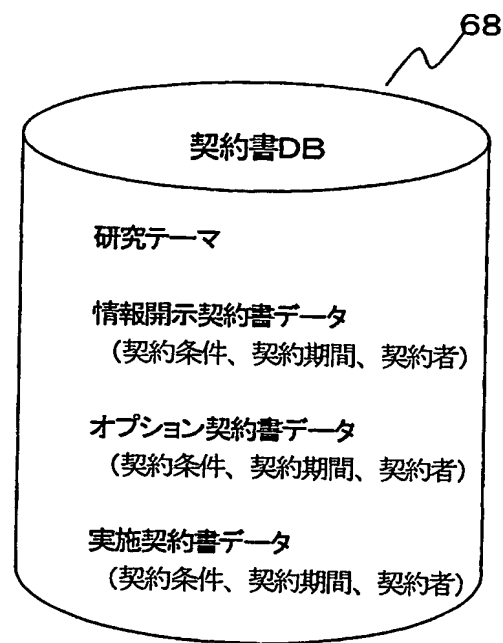 68
契約書DB
研究テーマ
情報開示契約書データ
(契約条件、契約期間、契約者)
オプション契約書データ
(契約条件、契約期間、契約者)
実施契約書データ
(契約条件、契約期間、契約者)